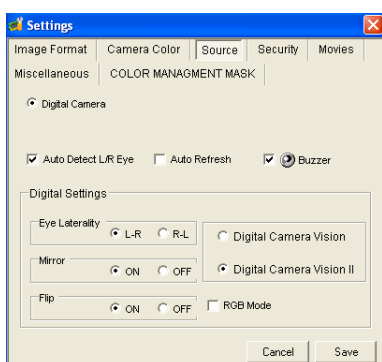 Settings
Image Format Camera Color Source Security Movies
Miscellaneous COLOR MANAGMENT MASK
Digital Camera
Auto Detect L/R Eye Auto Refresh Buzzer
Digital Settings
Eye Laterality
L-R R-L
Digital Camera Vision
Mirror
ON OFF
Digital Camera Vision II
Flip
ON OFF
RGB Mode
Cancel Save